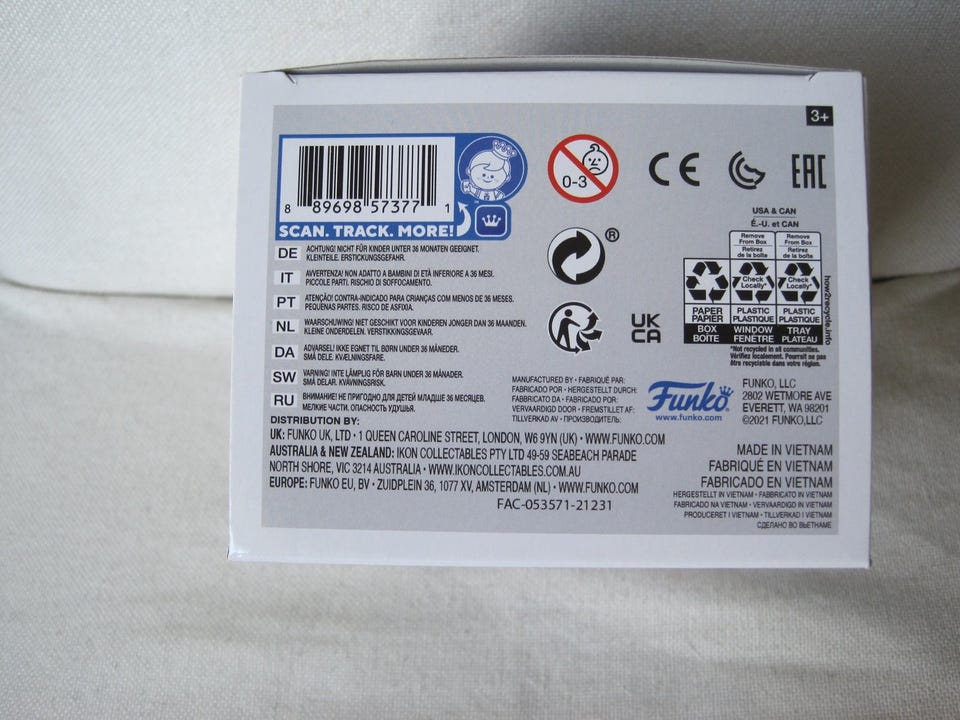 3+
8 89698 57377 1
SCAN. TRACK. MORE!
0-3
CE
EAC
®
UK
CA
USA & CAN
É.-U. et CAN
Remove
From Box
Retirez
de la boîte
Remove
From Box
Retirez
de la boîte
Check
Locally*
Check
Locally*
PAPER
PAPIER
PLASTIC
PLASTIQUE
PLASTIC
PLASTIQUE
BOX
BOÎTE
WINDOW
FENÊTRE
TRAY
PLATEAU
*Not recycled in all communities.
Vérifiez localement. Pourrait ne pas
être recyclable dans votre région.
how2recycle.info
DE ACHTUNG! NICHT FÜR KINDER UNTER 36 MONATEN GEEIGNET.
KLEINTEILE. ERSTICKUNGSGEFAHR.
IT AVVERTENZA! NON ADATTO A BAMBINI DI ETÀ INFERIORE A 36 MESI.
PICCOLE PARTI. RISCHIO DI SOFFOCAMENTO.
PT ATENÇÃO! CONTRA-INDICADO PARA CRIANÇAS COM MENOS DE 36 MESES.
PEQUENAS PARTES. RISCO DE ASFIXIA.
NL WAARSCHUWING! NIET GESCHIKT VOOR KINDEREN JONGER DAN 36 MAANDEN.
KLEINE ONDERDELEN. VERSTIKKINGSGEVAAR.
DA ADVARSEL! IKKE EGNET TIL BØRN UNDER 36 MÅNEDER.
SMÅ DELE. KVÆLNINGSFARE.
SW VARNING! INTE LÄMPLIG FÖR BARN UNDER 36 MÅNADER.
SMÅ DELAR. KVÄVNINGSRISK.
RU ВНИМАНИЕ! НЕ ПРИГОДНО ДЛЯ ДЕТЕЙ МЛАДШЕ 36 МЕСЯЦЕВ.
МЕЛКИЕ ЧАСТИ. ОПАСНОСТЬ УДУШЬЯ.
MANUFACTURED BY • FABRIQUÉ PAR:
FABRICADO POR • HERGESTELLT DURCH:
FABBRICATO DA • FABRICADO POR:
VERVAARDIGD DOOR • FREMSTILLET AF:
TILLVERKAD AV • ПРОИЗВОДИТЕЛЬ:
Funko
www.funko.com
FUNKO, LLC
2802 WETMORE AVE
EVERETT, WA 98201
©2021 FUNKO,LLC
DISTRIBUTION BY:
UK: FUNKO UK, LTD • 1 QUEEN CAROLINE STREET, LONDON, W6 9YN (UK) • WWW.FUNKO.COM
AUSTRALIA & NEW ZEALAND: IKON COLLECTABLES PTY LTD 49-59 SEABEACH PARADE
NORTH SHORE, VIC 3214 AUSTRALIA • WWW.IKONCOLLECTABLES.COM.AU
EUROPE: FUNKO EU, BV • ZUIDPLEIN 36, 1077 XV, AMSTERDAM (NL) • WWW.FUNKO.COM
FAC-053571-21231
MADE IN VIETNAM
FABRIQUÉ EN VIETNAM
FABRICADO EN VIETNAM
HERGESTELLT IN VIETNAM • FABBRICATO IN VIETNAM
FABRICADO NA VIETNAM • VERVAARDIGD IN VIETNAM
PRODUCERET I VIETNAM • TILLVERKAD I VIETNAM
СДЕЛАНО ВО ВЬЕТНАМЕ